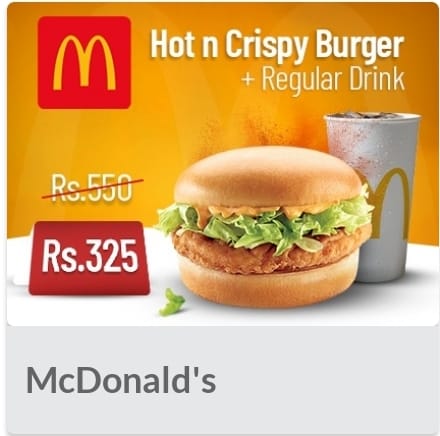 Hot n Crispy Burger
+ Regular Drink
Rs.550
Rs.325
McDonald's